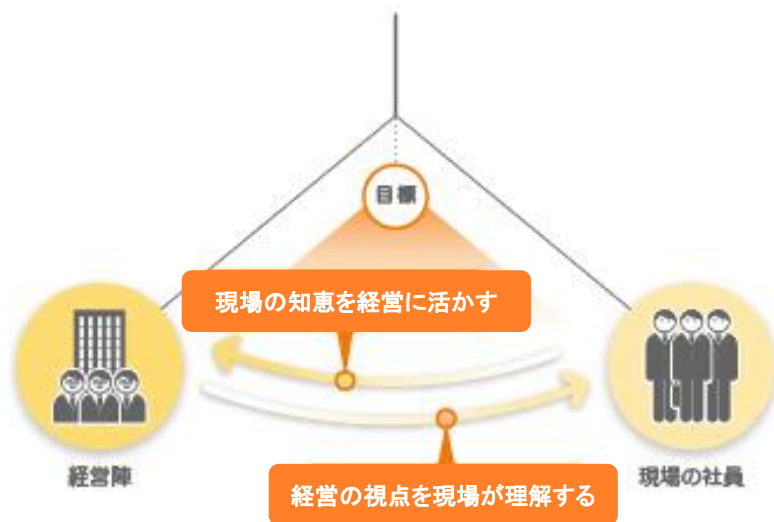 目標
現場の知恵を経営に活かす
経営陣
現場の社員
経営の視点を現場が理解する